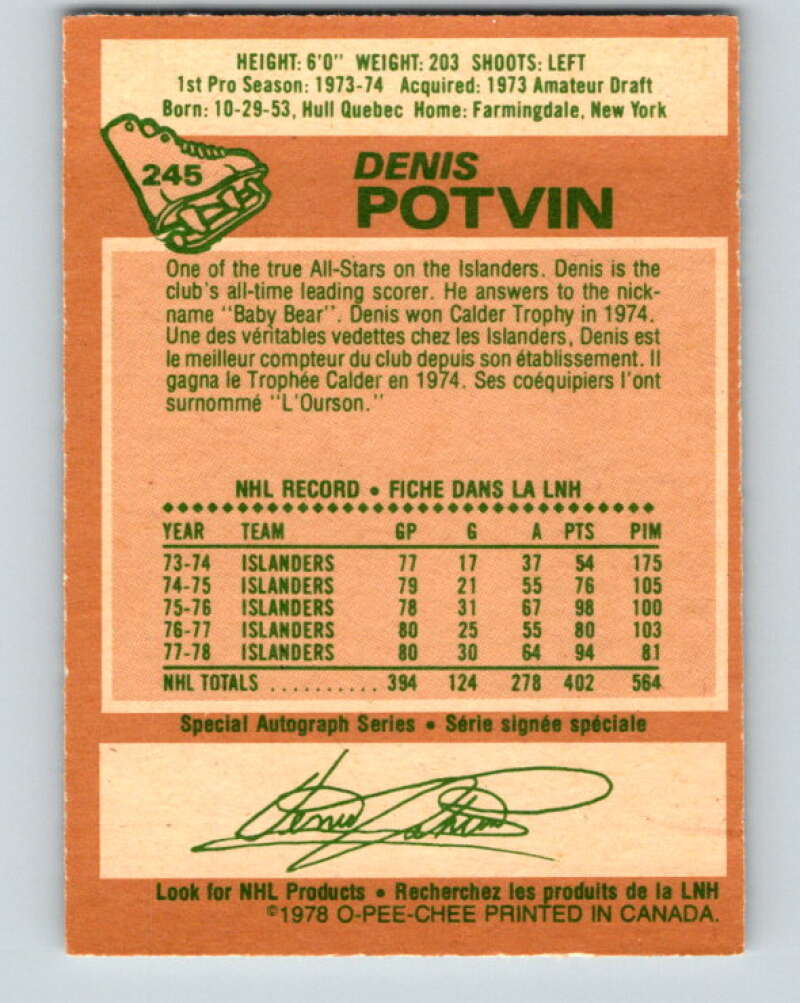 HEIGHT: 6'0" WEIGHT: 203 SHOOTS: LEFT
1st Pro Season: 1973-74 Acquired: 1973 Amateur Draft
Born: 10-29-53, Hull Quebec Home: Farmingdale, New York
245
DENIS
POTVIN
One of the true All-Stars on the Islanders. Denis is the
club's all-time leading scorer. He answers to the nick-
name "Baby Bear". Denis won Calder Trophy in 1974.
Une des véritables vedettes chez les Islanders, Denis est
le meilleur compteur du club depuis son établissement. Il
gagna le Trophée Calder en 1974. Ses coéquipiers l'ont
surnommé "L'Ourson."
NHL RECORD • FICHE DANS LA LNH
YEAR TEAM GP G A PTS PIM
73-74 ISLANDERS 77 17 37 54 175
74-75 ISLANDERS 79 21 55 76 105
75-76 ISLANDERS 78 31 67 98 100
76-77 ISLANDERS 80 25 55 80 103
77-78 ISLANDERS 80 30 64 94 81
NHL TOTALS .......... 394 124 278 402 564
Special Autograph Series • Série signée spéciale
Denis Potvin
Look for NHL Products • Recherchez les produits de la LNH
©1978 O-PEE-CHEE PRINTED IN CANADA.